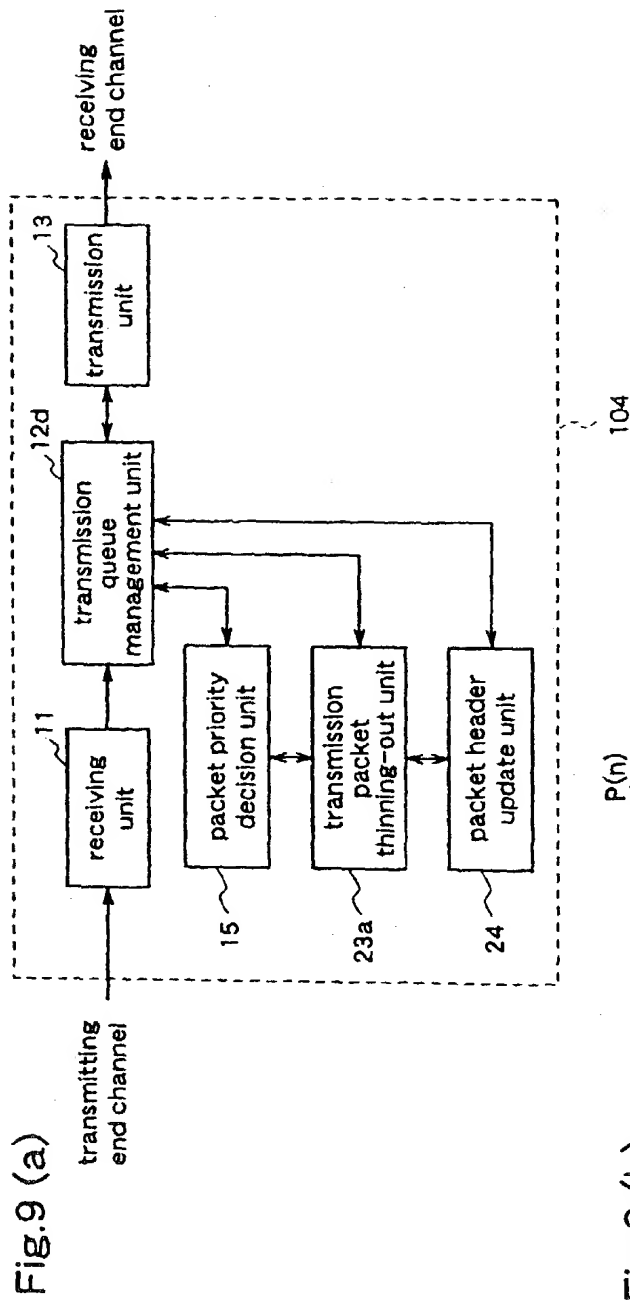 Fig.9 (a)
transmitting
end channel
11
receiving
unit
12d
transmission
queue
management unit
13
transmission
unit
receiving
end channel
15
packet priority
decision unit
23a
transmission
packet
thinning-out unit
24
packet header
update unit
104
P(n)